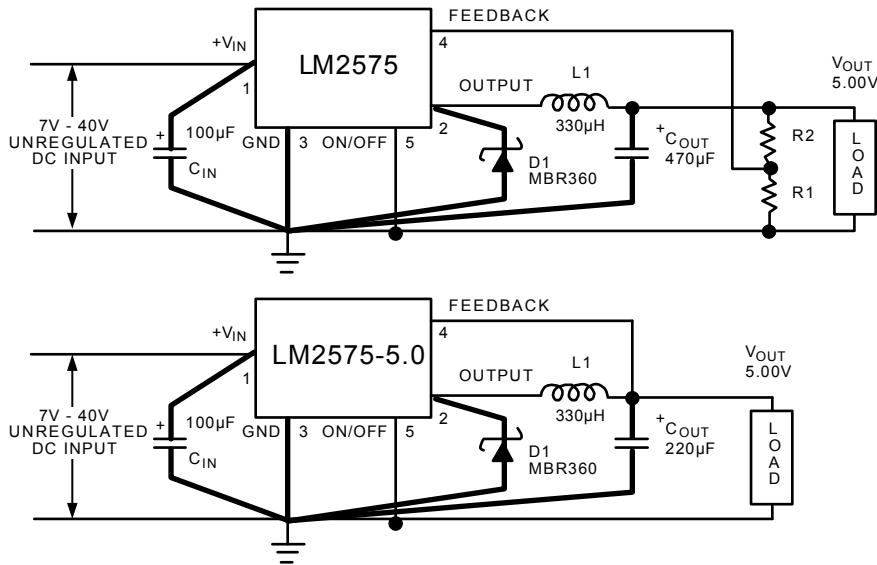 FEEDBACK
+VIN
4
LM2575
1
OUTPUT
L1
VOUT
5.00V
7V - 40V
UNREGULATED
DC INPUT
+
100µF
CIN
GND
3
ON/OFF
5
2
330µH
D1
MBR360
+
COUT
470µF
R2
R1
LOAD
FEEDBACK
+VIN
4
LM2575-5.0
1
OUTPUT
L1
VOUT
5.00V
7V - 40V
UNREGULATED
DC INPUT
+
100µF
CIN
GND
3
ON/OFF
5
2
330µH
D1
MBR360
+
COUT
220µF
LOAD